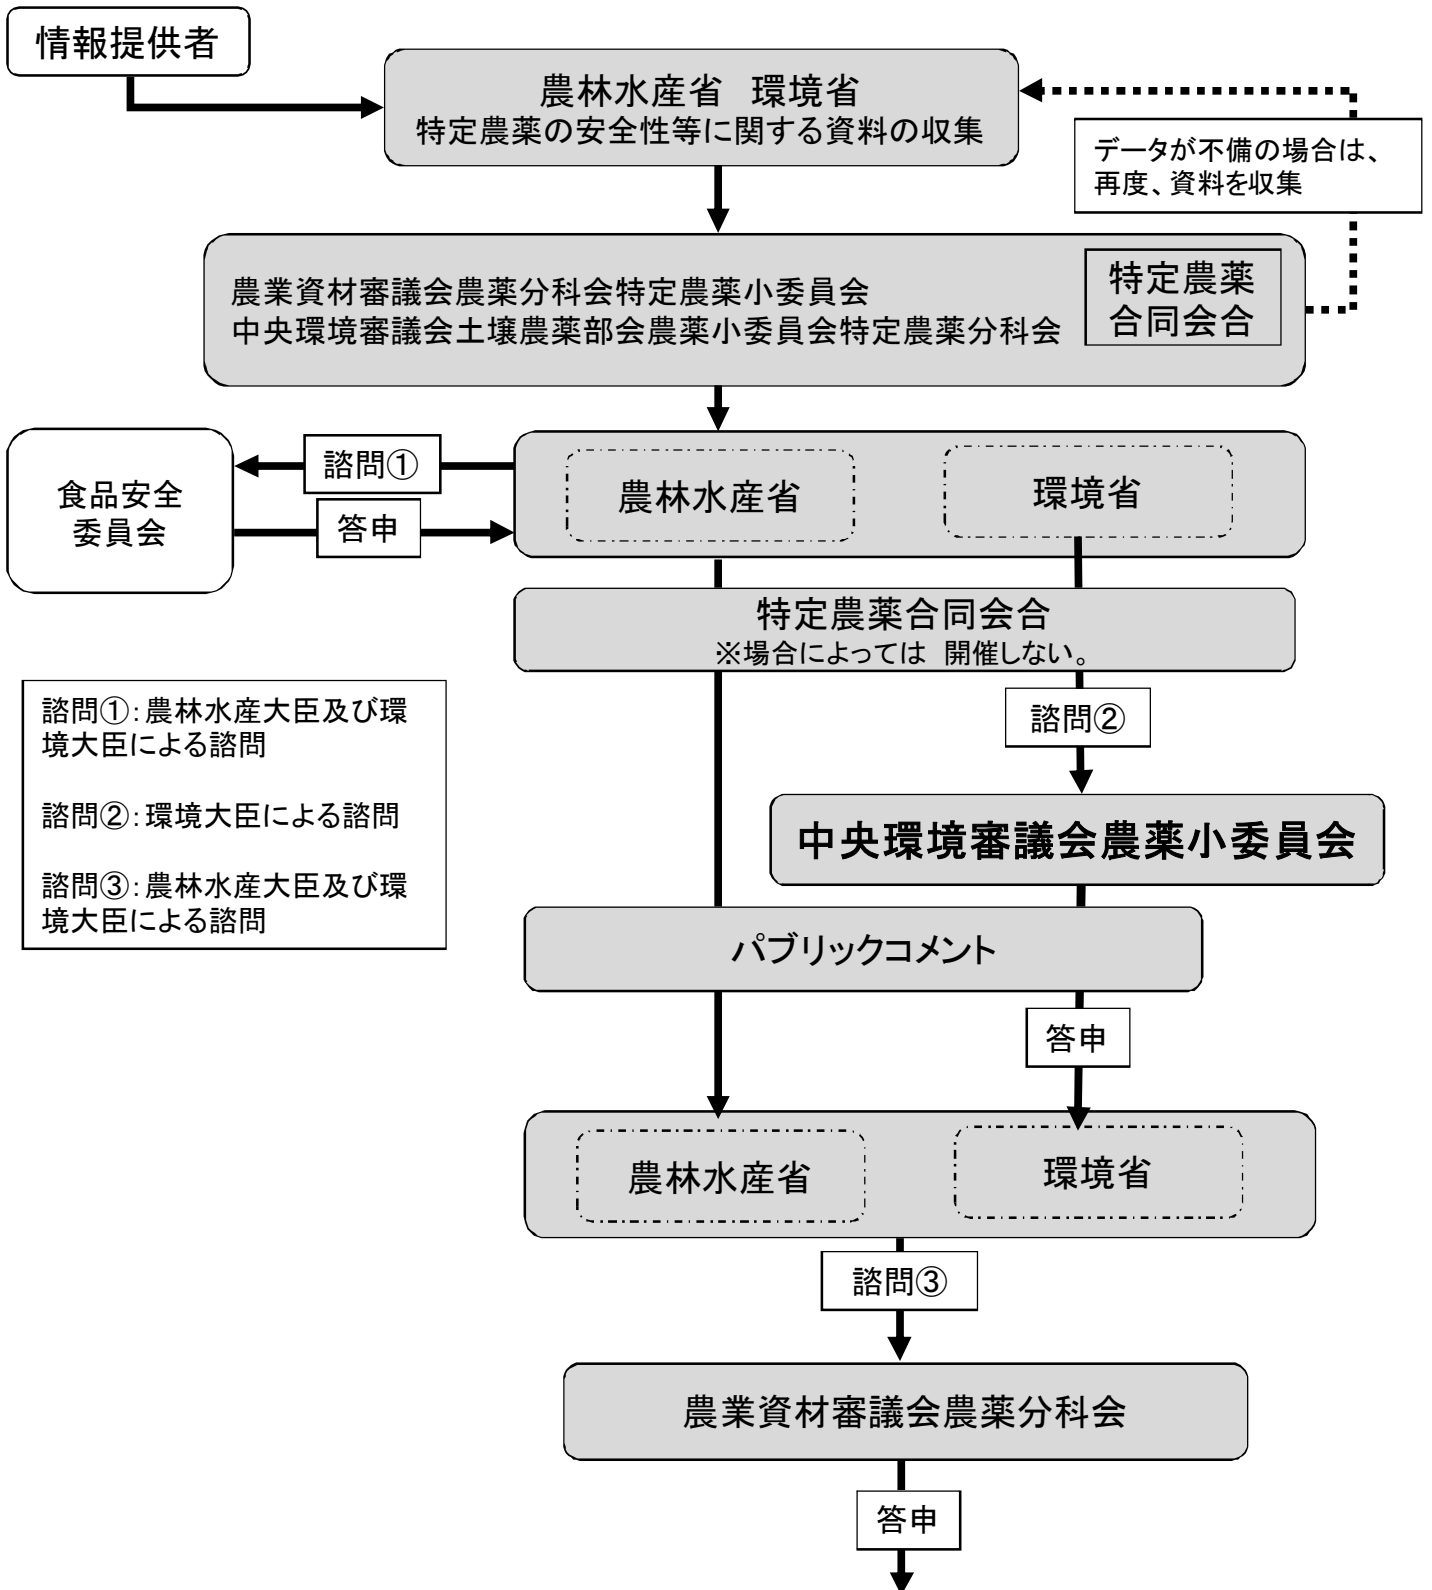 情報提供者
農林水産省　環境省
特定農薬の安全性等に関する資料の収集
データが不備の場合は、
再度、資料を収集
農業資材審議会農薬分科会特定農薬小委員会
中央環境審議会土壌農薬部会農薬小委員会特定農薬分科会
特定農薬
合同会合
諮問①
答申
食品安全
委員会
農林水産省
環境省
特定農薬合同会合
※場合によっては　開催しない。
諮問①：農林水産大臣及び環
境大臣による諮問
諮問②：環境大臣による諮問
諮問③：農林水産大臣及び環
境大臣による諮問
諮問②
中央環境審議会農薬小委員会
パブリックコメント
答申
農林水産省
環境省
諮問③
農業資材審議会農薬分科会
答申